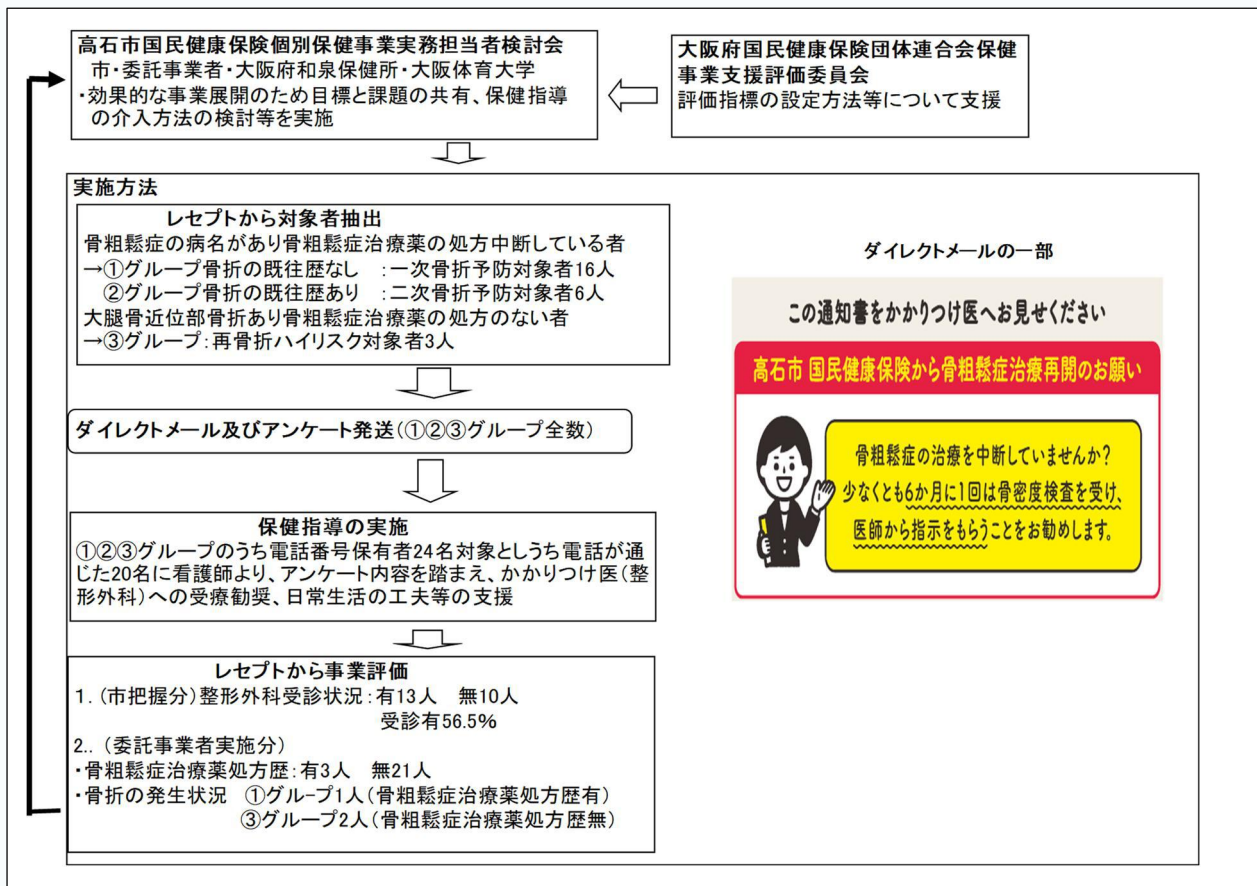 高石市国民健康保険個別保健事業実務担当者検討会
市・委託事業者・大阪府和泉保健所・大阪体育大学
・効果的な事業展開のため目標と課題の共有、保健指導
の介入方法の検討等を実施
大阪府国民健康保険団体連合会保健
事業支援評価委員会
評価指標の設定方法等について支援
実施方法
レセプトから対象者抽出
骨粗鬆症の病名があり骨粗鬆症治療薬の処方中断している者
→①グループ骨折の既往歴なし :一次骨折予防対象者16人
②グループ骨折の既往歴あり :二次骨折予防対象者6人
大腿骨近位部骨折あり骨粗鬆症治療薬の処方のない者
→③グループ:再骨折ハイリスク対象者3人
ダイレクトメール及びアンケート発送(①②③グループ全数)
保健指導の実施
①②③グループのうち電話番号保有者24名対象としうち電話が通
じた20名に看護師より、アンケート内容を踏まえ、かかりつけ医(整
形外科)への受療勧奨、日常生活の工夫等の支援
レセプトから事業評価
1. (市把握分)整形外科受診状況:有13人 無10人
受診有56.5%
2.. (委託事業者実施分)
・骨粗鬆症治療薬処方歴:有3人 無21人
・骨折の発生状況 ①グループ1人(骨粗鬆症治療薬処方歴有)
③グループ2人(骨粗鬆症治療薬処方歴無)
ダイレクトメールの一部
この通知書をかかりつけ医へお見せください
高石市 国民健康保険から骨粗鬆症治療再開のお願い
骨粗鬆症の治療を中断していませんか?
少なくとも6か月に1回は骨密度検査を受け、
医師から指示をもらうことをお勧めします。